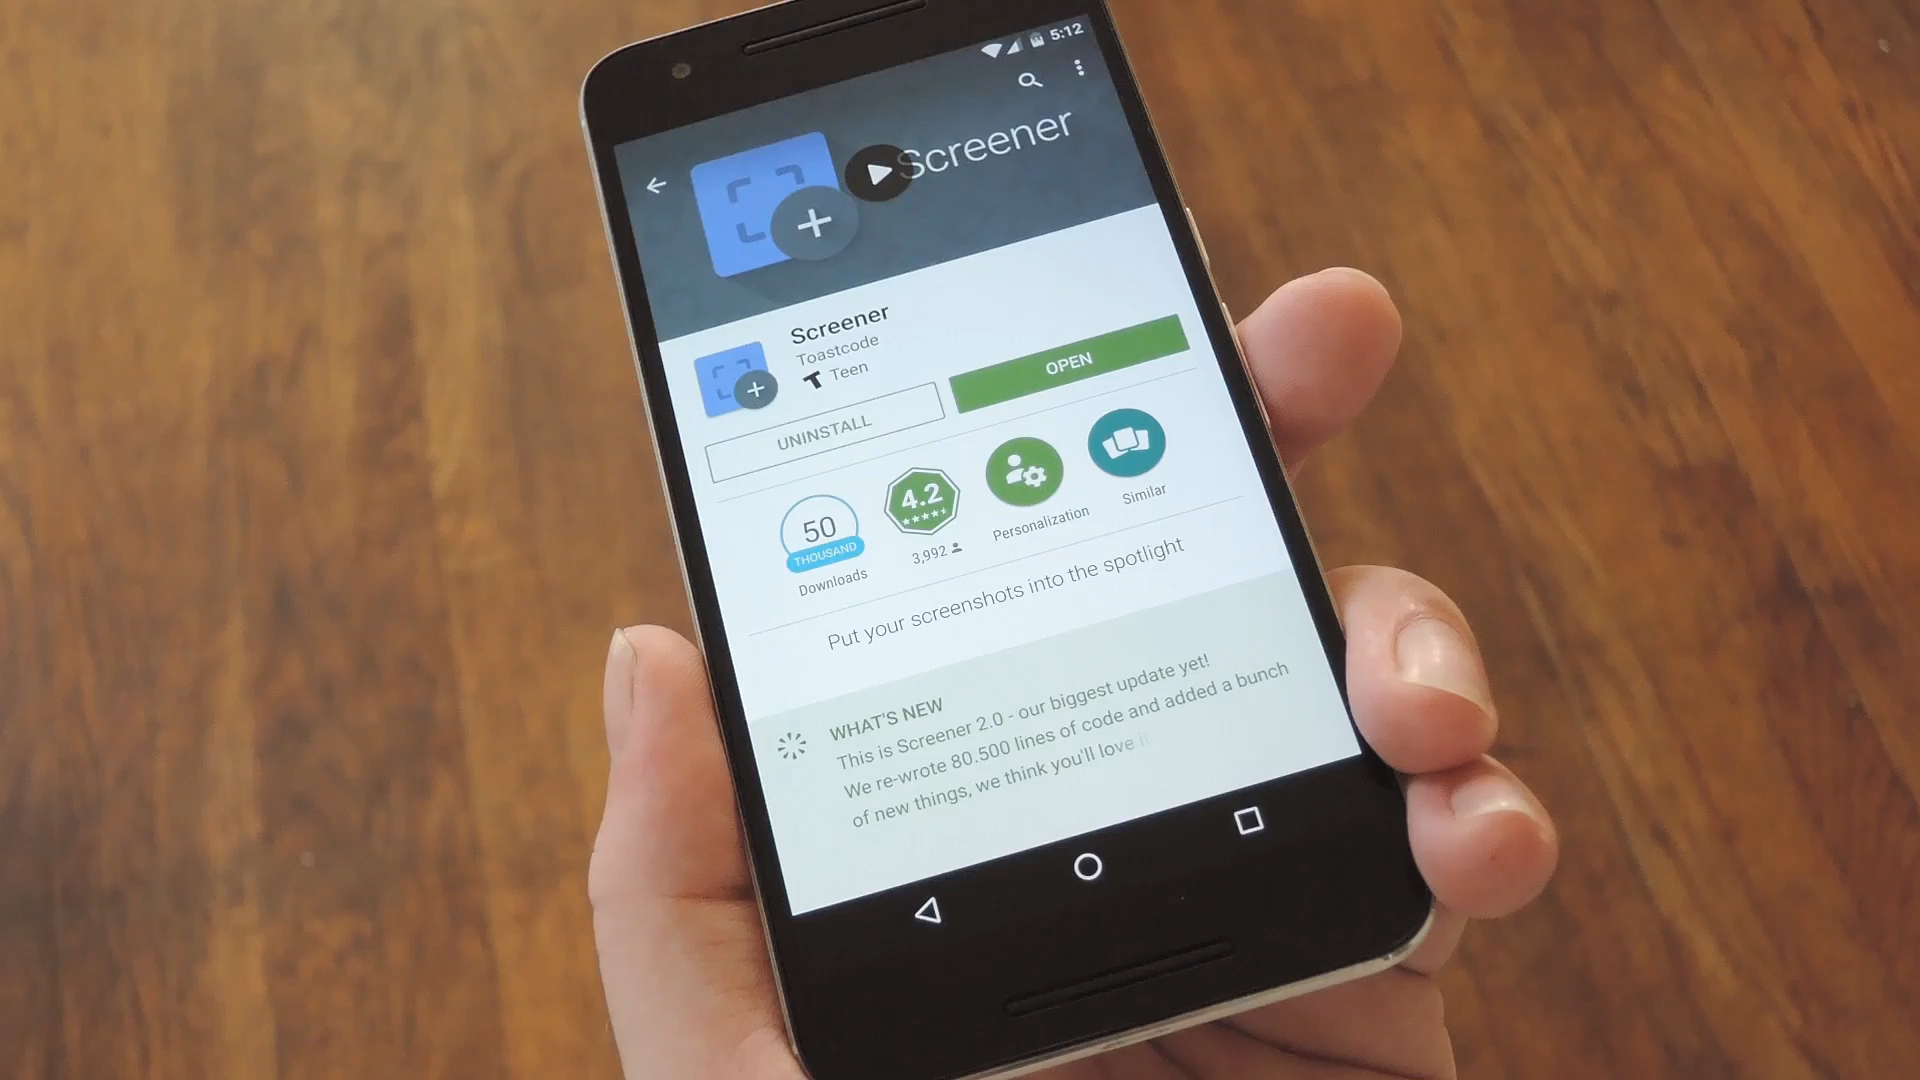 5:12
Screener
Screener
Toastcode
Teen
UNINSTALL
OPEN
50
THOUSAND
Downloads
4.2
3,992
Personalization
Similar
Put your screenshots into the spotlight
WHAT'S NEW
This is Screener 2.0 - our biggest update yet!
We re-wrote 80.500 lines of code and added a bunch
of new things, we think you'll love it